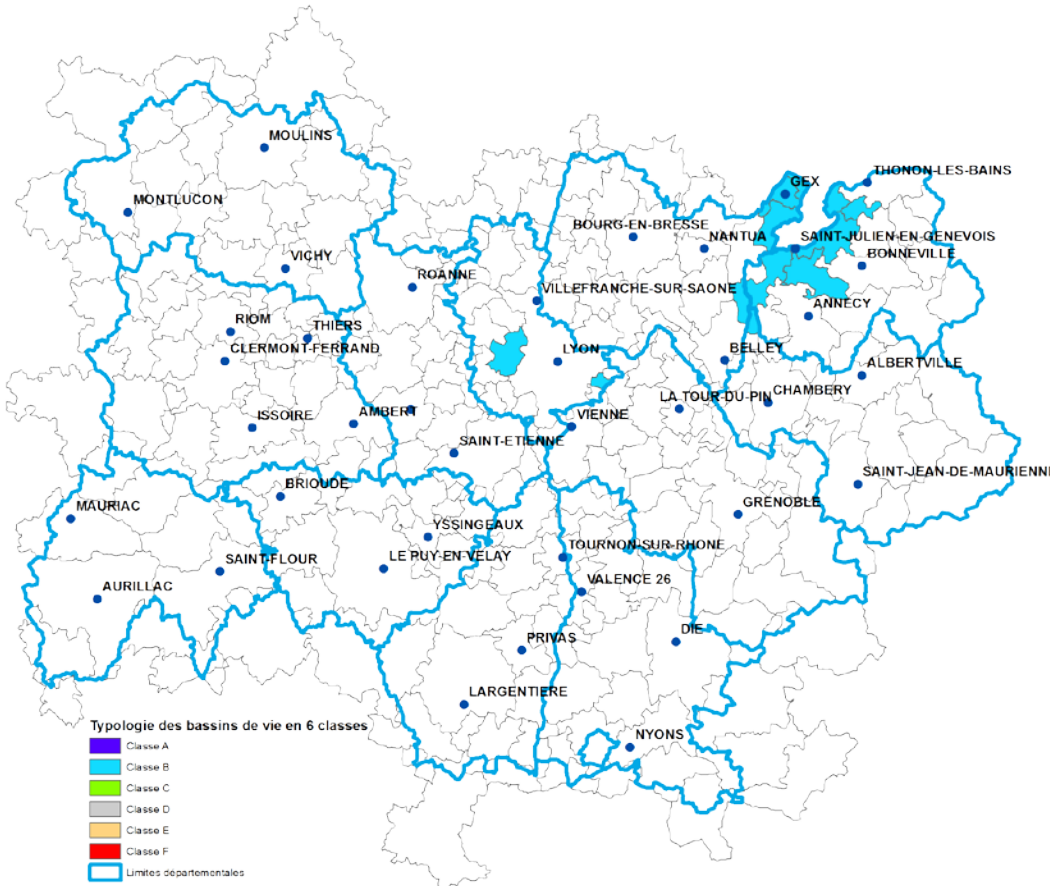 MOULINS
THONON-LES-BAINS
GEX
MONTLUCON
BOURG-EN-BRESSE
NANTUA
SAINT-JULIEN-EN-GENEVOIS
BONNEVILLE
VICHY
ROANNE
VILLEFRANCHE-SUR-SAONE
ANNECY
RIOM
THIERS
CLERMONT-FERRAND
LYON
BELLEY
ALBERTVILLE
CHAMBERY
LA TOUR-DU-PIN
ISSOIRE
AMBERT
VIENNE
SAINT-ETIENNE
SAINT-JEAN-DE-MAURIENNE
BRIOUDE
MAURIAC
GRENOBLE
YSSINGEAUX
TOURNON-SUR-RHONE
LE PUY-EN-VELAY
SAINT-FLOUR
VALENCE 26
AURILLAC
DIE
PRIVAS
LARGENTIERE
NYONS
Typologie des bassins de vie en 6 classes
Classe A
Classe B
Classe C
Classe D
Classe E
Classe F
Limites départementales